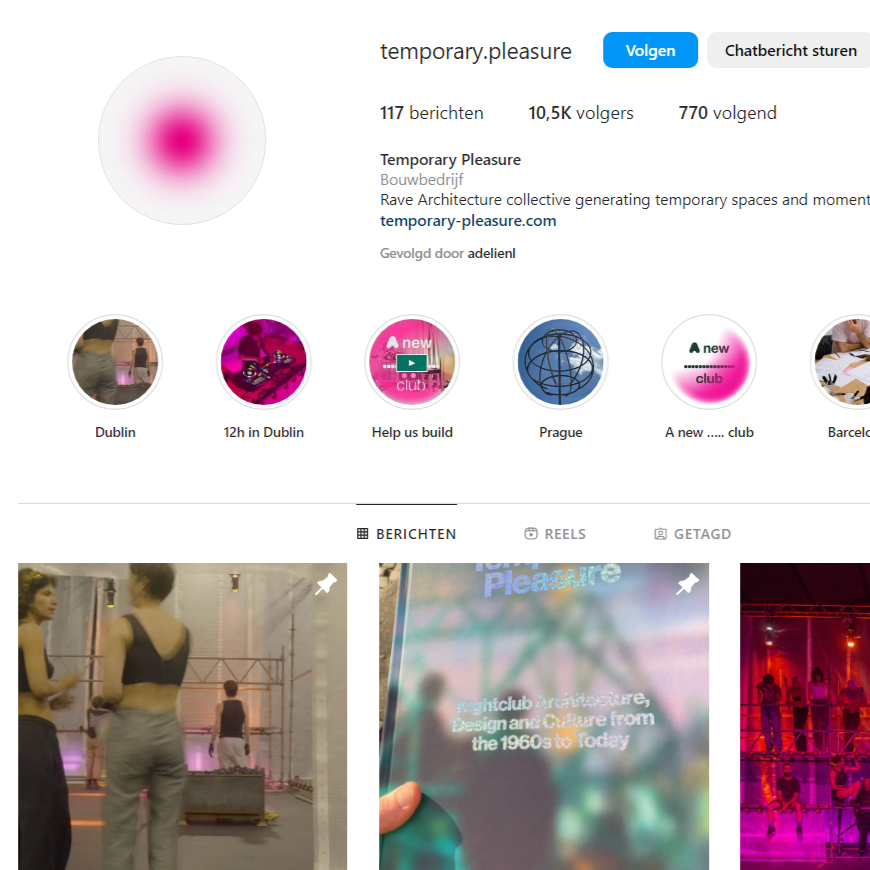 temporary.pleasure Volgen Chatbericht sturen
117 berichten 10,5K volgers 770 volgend
Temporary Pleasure
Bouwbedrijf
Rave Architecture collective generating temporary spaces and moment
temporary-pleasure.com
Gevolgd door adelienl
A new
club
A new
club
Dublin 12h in Dublin Help us build Prague A new ..... club Barcelo
BERICHTEN REELS GETAGD
Temporary
Pleasure
Nightclub Architecture,
Design and Culture from
the 1960s to Today